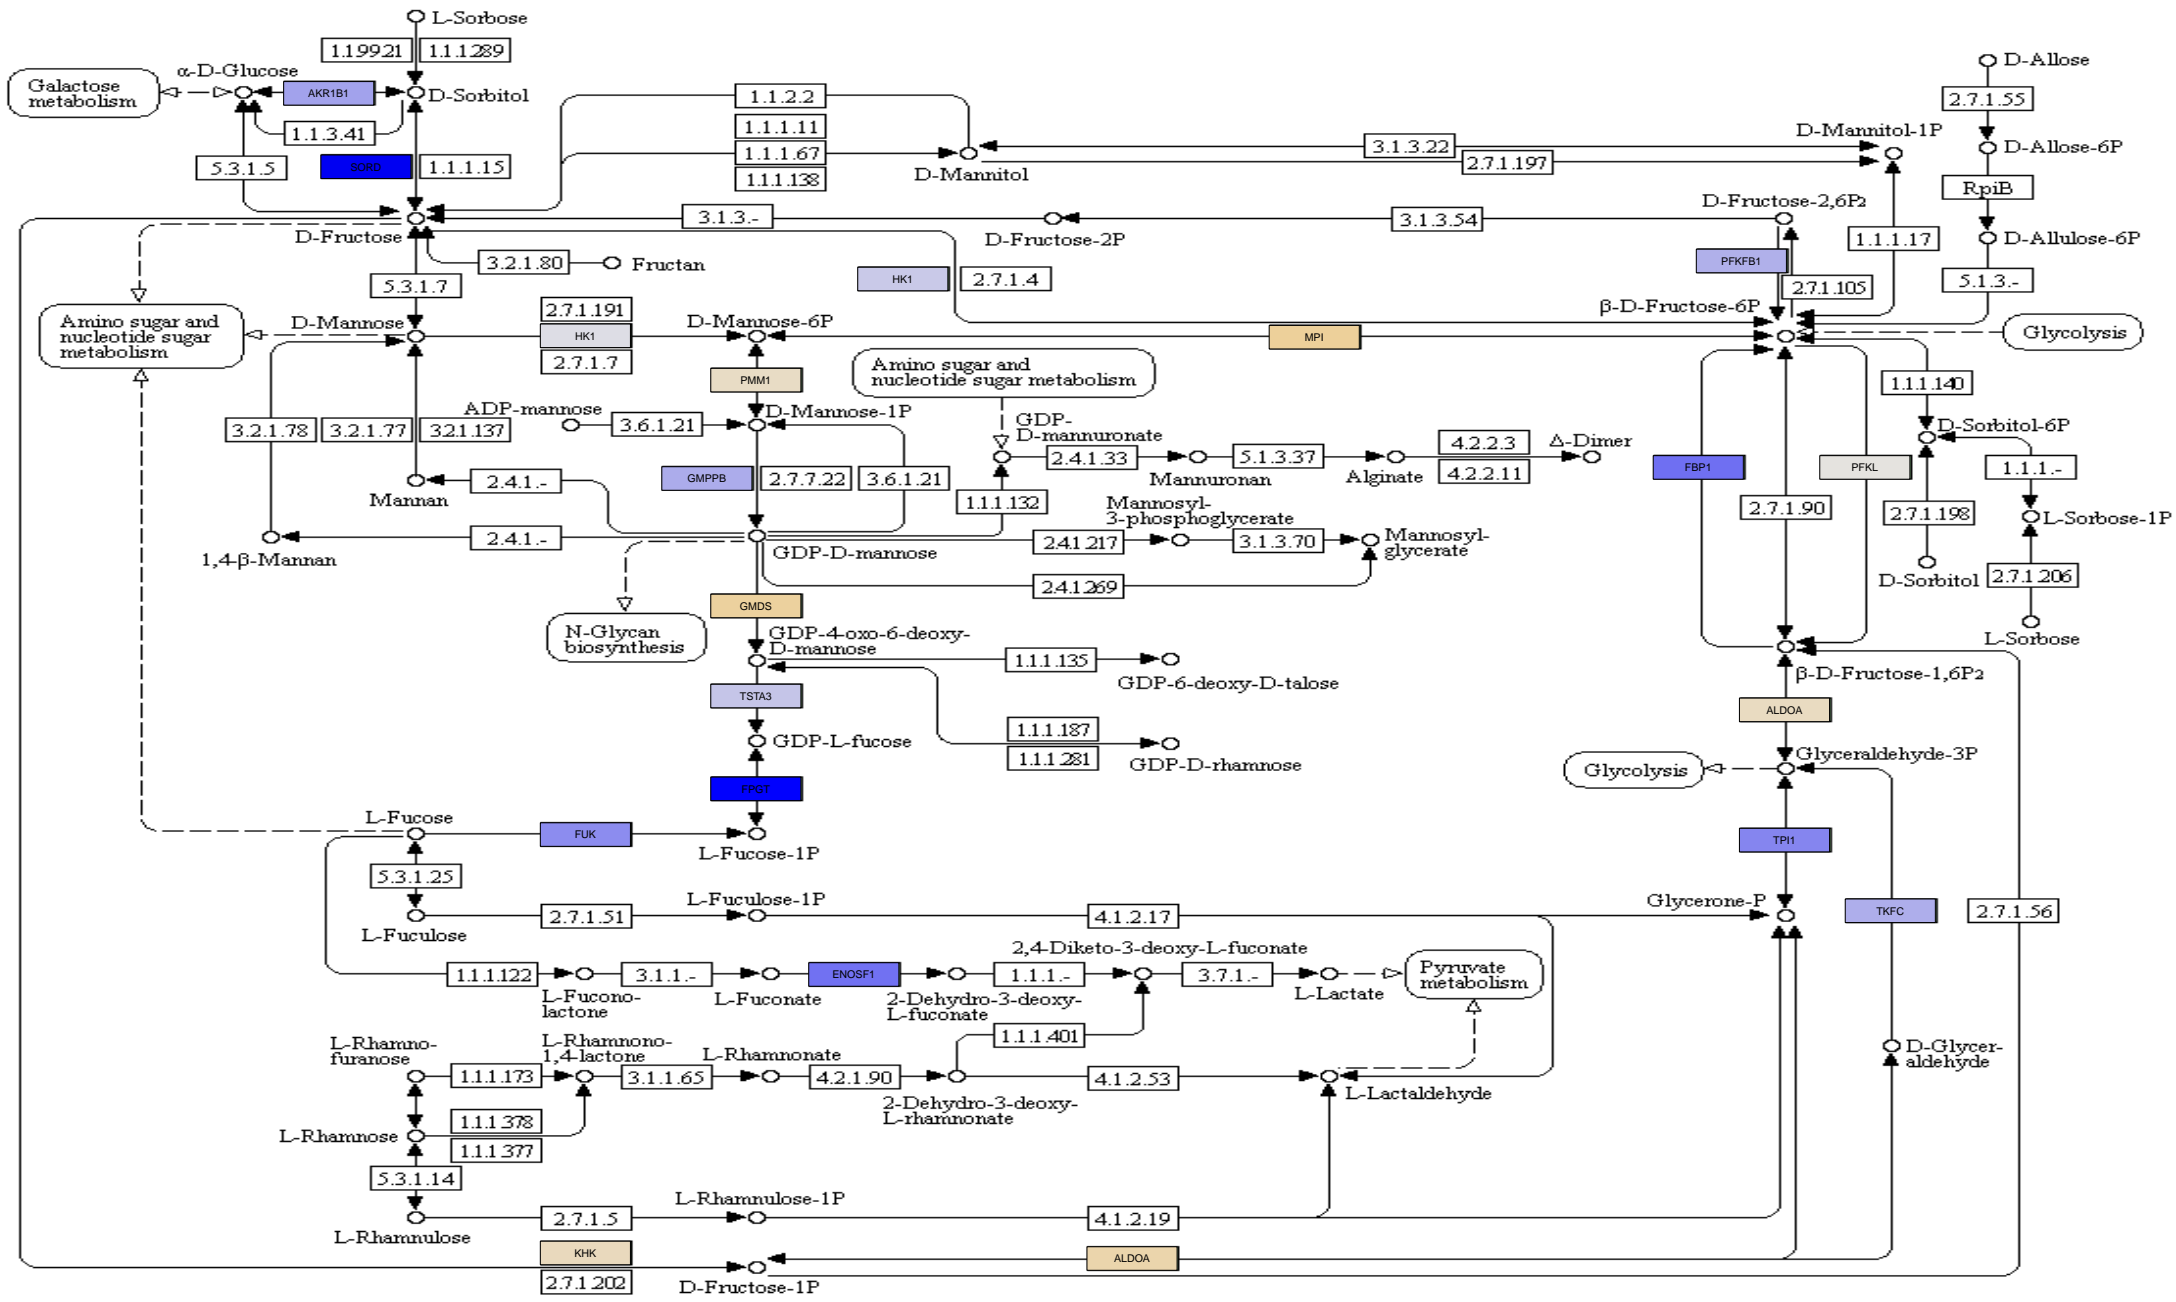 L-Sorbose
1.1.99.21
1.1.1.289
α-D-Glucose
Galactose
metabolism
AKR1B1
D-Sorbitol
1.1.3.41
5.3.1.5
SORD
1.1.1.15
1.1.2.2
1.1.1.11
1.1.1.67
1.1.1.138
D-Mannitol
3.1.3.22
2.7.1.197
D-Mannitol-1P
D-Allose
2.7.1.55
D-Allose-6P
RpiB
D-Allulose-6P
5.1.3.-
1.1.1.17
D-Fructose
3.1.3.-
D-Fructose-2P
3.1.3.54
D-Fructose-2,6P2
3.2.1.80
Fructan
5.3.1.7
HK1
2.7.1.4
PFKFB1
2.7.1.105
β-D-Fructose-6P
Glycolysis
Amino sugar and
nucleotide sugar
metabolism
D-Mannose
2.7.1.191
HK1
2.7.1.7
D-Mannose-6P
MPI
PMM1
Amino sugar and
nucleotide sugar metabolism
1.1.1.140
ADP-mannose
3.6.1.21
D-Mannose-1P
3.2.1.78
3.2.1.77
3.2.1.137
GDP-
D-mannuronate
2.4.1.33
Mannuronan
5.1.3.37
Alginate
4.2.2.3
4.2.2.11
Δ-Dimer
D-Sorbitol-6P
FBP1
PFKL
1.1.1.-
Mannan
2.4.1.-
GMPPB
2.7.7.22
3.6.1.21
1.1.1.132
2.7.1.90
2.7.1.198
L-Sorbose-1P
Mannosyl-
3-phosphoglycerate
1,4-β-Mannan
2.4.1.-
GDP-D-mannose
2.4.1.217
3.1.3.70
Mannosyl-
glycerate
2.4.1.269
D-Sorbitol
2.7.1.206
L-Sorbose
GMDS
N-Glycan
biosynthesis
GDP-4-oxo-6-deoxy-
D-mannose
1.1.1.135
GDP-6-deoxy-D-talose
β-D-Fructose-1,6P2
TSTA3
ALDOA
GDP-L-fucose
1.1.1.187
1.1.1.281
GDP-D-rhamnose
Glycolysis
Glyceraldehyde-3P
FPGT
L-Fucose
FUK
L-Fucose-1P
TPI1
5.3.1.25
L-Fuculose
2.7.1.51
L-Fuculose-1P
4.1.2.17
Glycerone-P
TKFC
2.7.1.56
2,4-Diketo-3-deoxy-L-fuconate
1.1.1.122
L-Fucono-
lactone
3.1.1.-
L-Fuconate
ENOSF1
2-Dehydro-3-deoxy-
L-fuconate
1.1.1.-
3.7.1.-
L-Lactate
Pyruvate
metabolism
1.1.1.401
L-Rhamno-
furanose
1.1.1.173
L-Rhamnono-
1,4-lactone
3.1.1.65
L-Rhamnonate
4.2.1.90
2-Dehydro-3-deoxy-
L-rhamnonate
4.1.2.53
L-Lactaldehyde
D-Glycer-
aldehyde
L-Rhamnose
1.1.1.378
1.1.1.377
5.3.1.14
L-Rhamnulose
2.7.1.5
L-Rhamnulose-1P
4.1.2.19
KHK
2.7.1.202
D-Fructose-1P
ALDOA